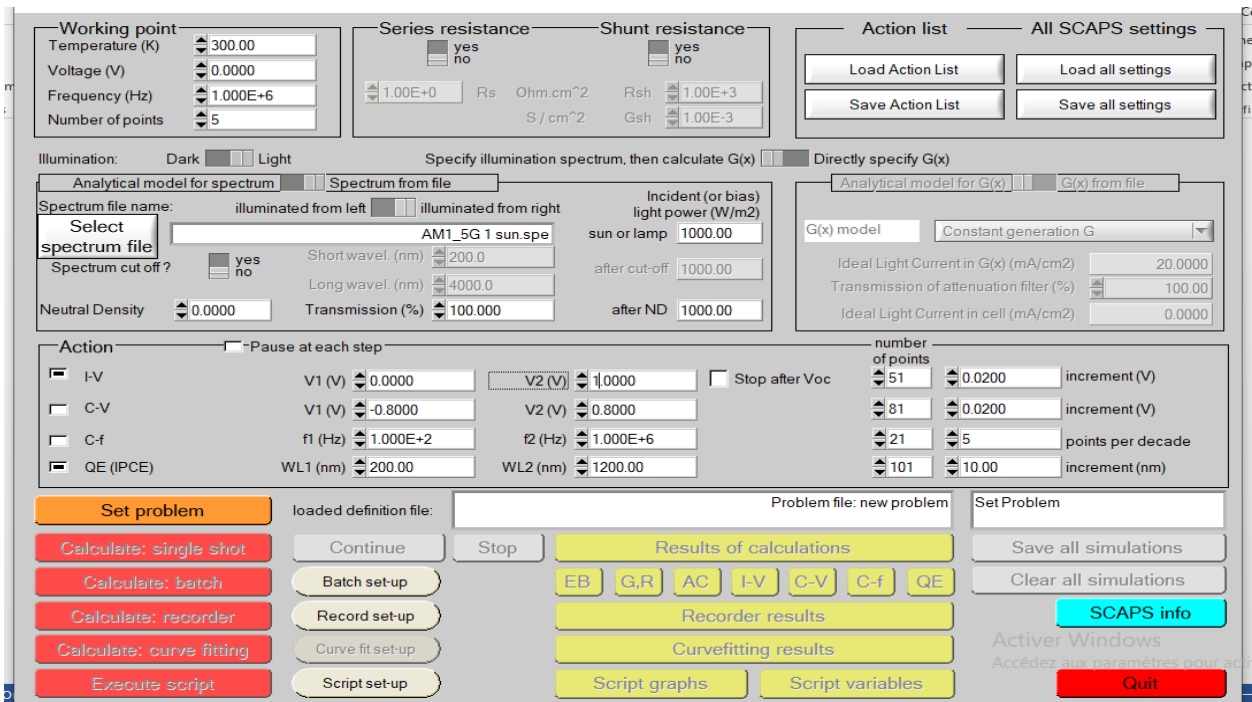 Working point
Temperature (K) 300.00
Voltage (V) 0.0000
Frequency (Hz) 1.000E+6
Number of points 5
Series resistance
yes
no
1.00E+0 Rs Ohm.cm^2
S / cm^2
Shunt resistance
yes
no
Rsh 1.00E+3
Gsh 1.00E-3
Action list
Load Action List
Save Action List
All SCAPS settings
Load all settings
Save all settings
Illumination: Dark Light
Specify illumination spectrum, then calculate G(x) Directly specify G(x)
Analytical model for spectrum Spectrum from file
Spectrum file name: illuminated from left illuminated from right
Incident (or bias)
light power (W/m2)
Select
spectrum file
AM1_5G 1 sun.spe
sun or lamp 1000.00
Spectrum cut off ? yes
no
Short wavel. (nm) 200.0
Long wavel. (nm) 4000.0
after cut-off 1000.00
Neutral Density 0.0000
Transmission (%) 100.000
after ND 1000.00
Analytical model for G(x) G(x) from file
G(x) model Constant generation G
Ideal Light Current in G(x) (mA/cm2) 20.0000
Transmission of attenuation filter (%) 100.00
Ideal Light Current in cell (mA/cm2) 0.0000
Action Pause at each step
number
of points
I-V V1 (V) 0.0000 V2 (V) 1.0000 Stop after Voc 51 0.0200 increment (V)
C-V V1 (V) -0.8000 V2 (V) 0.8000 81 0.0200 increment (V)
C-f f1 (Hz) 1.000E+2 f2 (Hz) 1.000E+6 21 5 points per decade
QE (IPCE) WL1 (nm) 200.00 WL2 (nm) 1200.00 101 10.00 increment (nm)
Set problem
loaded definition file:
Problem file: new problem
Set Problem
Calculate: single shot
Continue
Stop
Results of calculations
Save all simulations
Calculate: batch
Batch set-up
EB G,R AC I-V C-V C-f QE
Clear all simulations
Calculate: recorder
Record set-up
Recorder results
SCAPS info
Calculate: curve fitting
Curve fit set-up
Curvefitting results
Activer Windows
Accédez aux paramètres pour
Execute script
Script set-up
Script graphs
Script variables
Quit